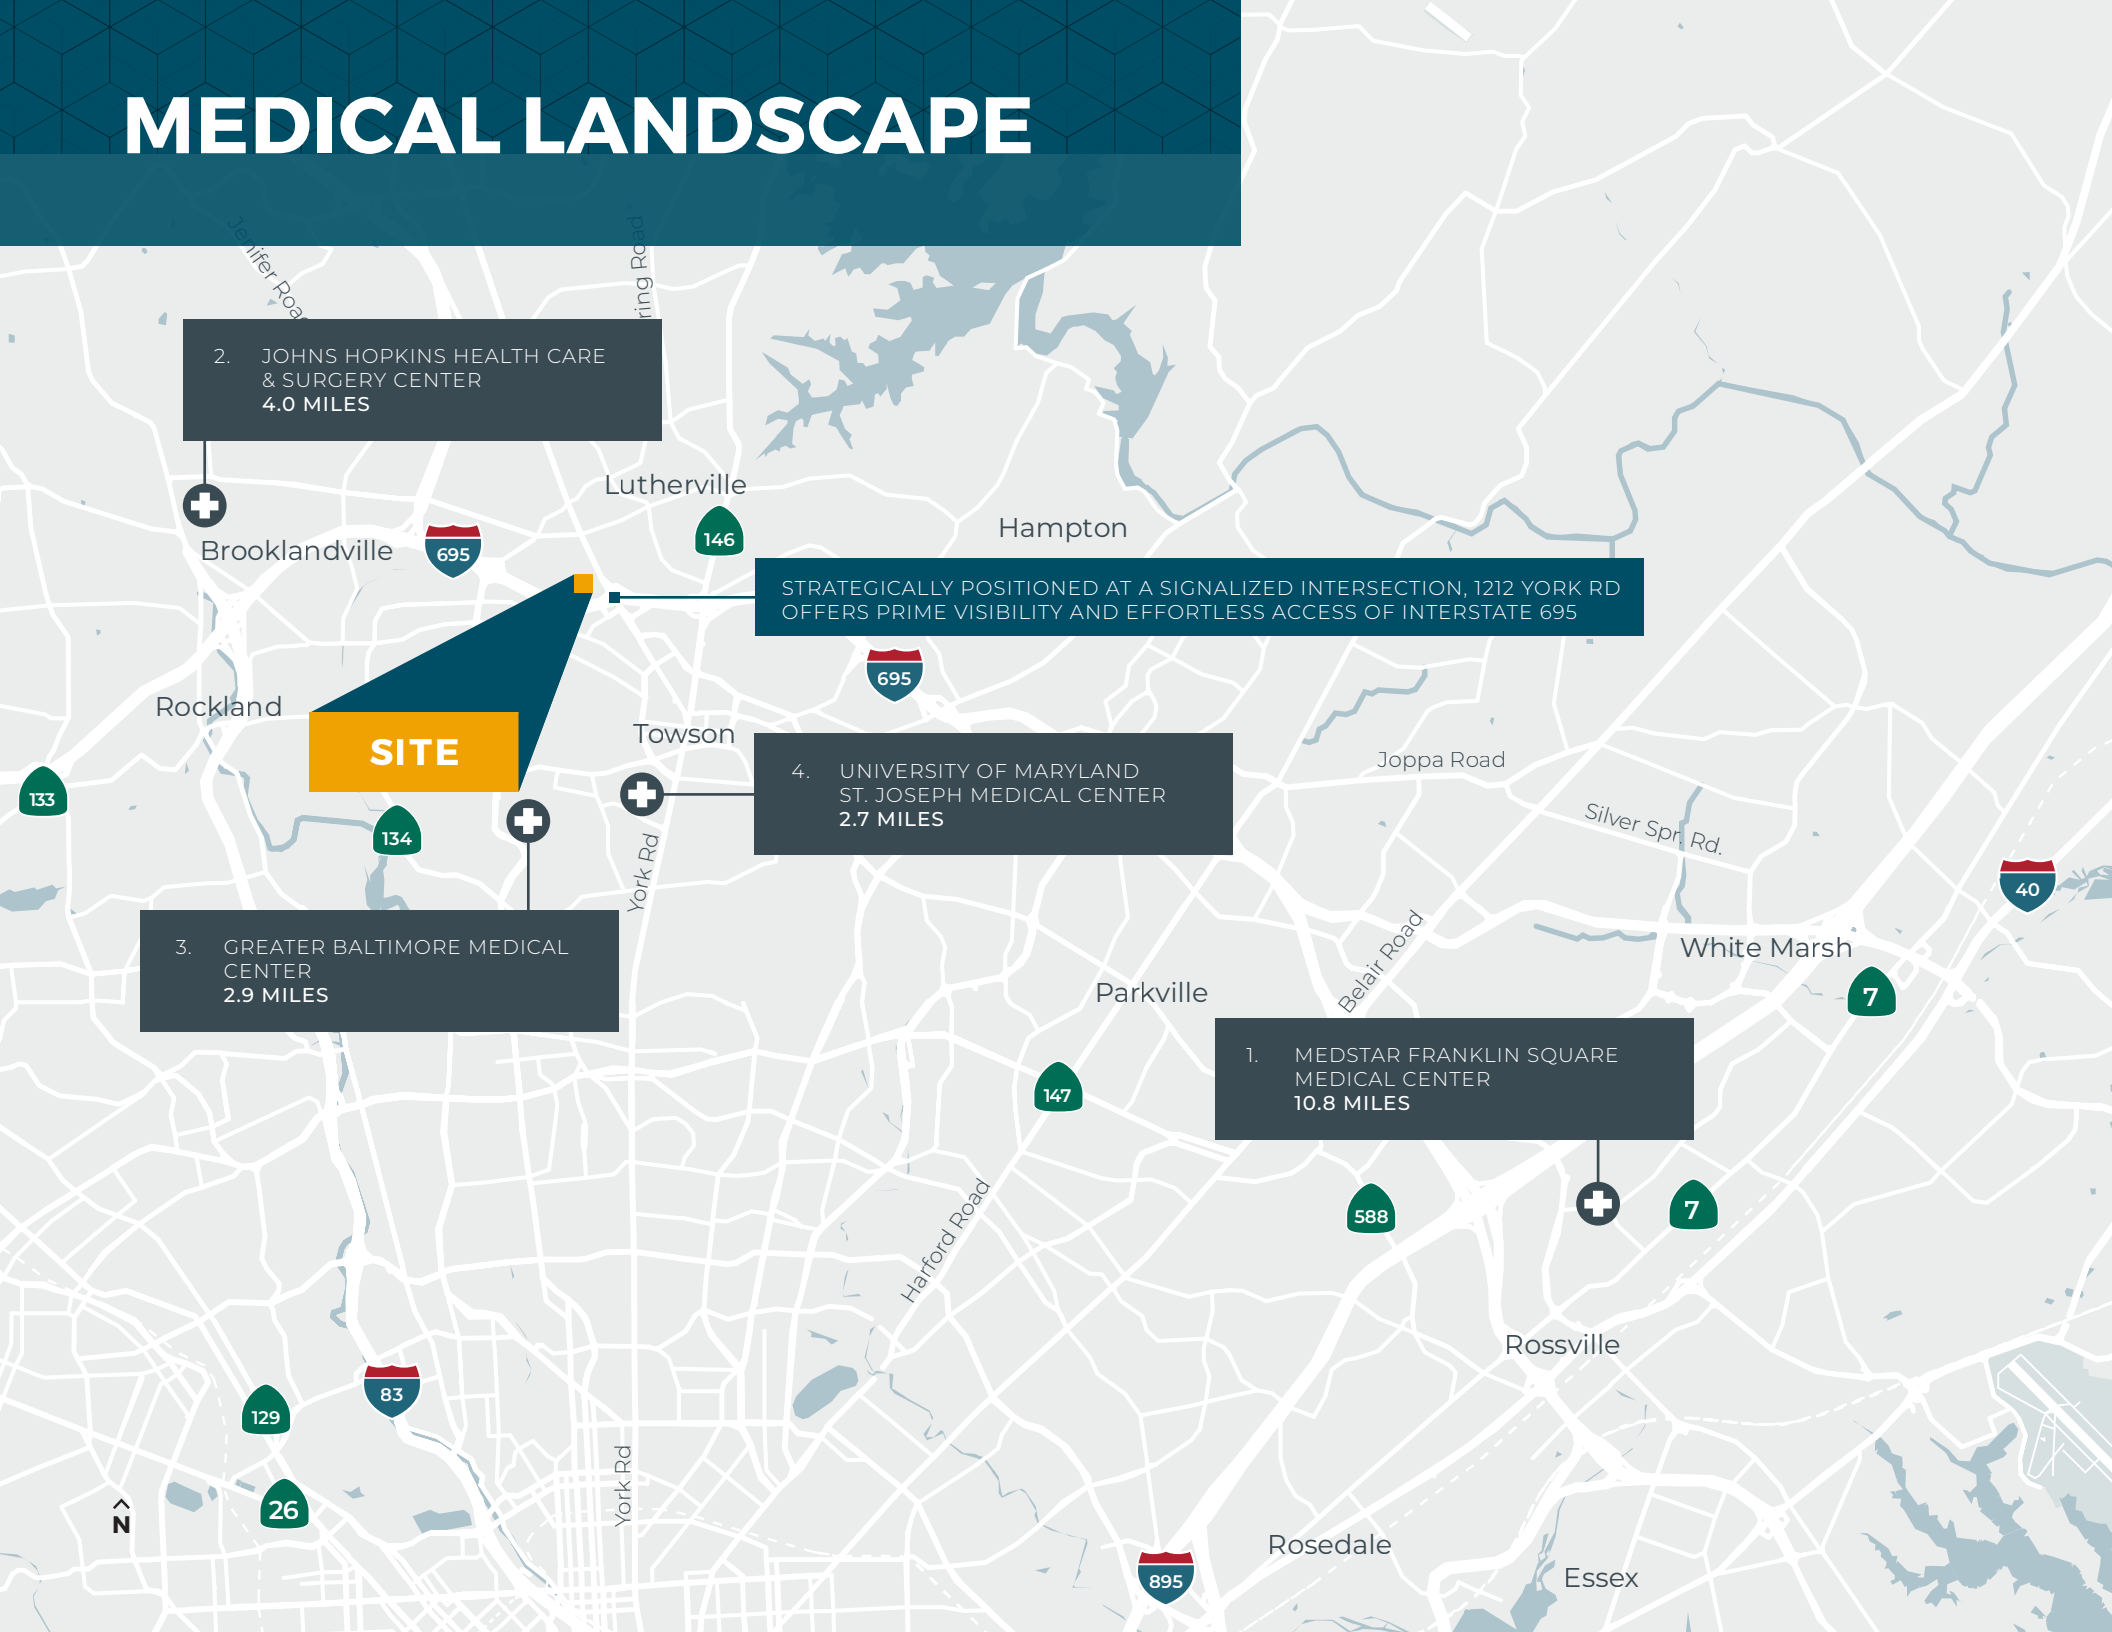 MEDICAL LANDSCAPE
Jenifer Road
ring Road
2. JOHNS HOPKINS HEALTH CARE
& SURGERY CENTER
4.0 MILES
Lutherville
146
Hampton
Brooklandville
695
STRATEGICALLY POSITIONED AT A SIGNALIZED INTERSECTION, 1212 YORK RD
OFFERS PRIME VISIBILITY AND EFFORTLESS ACCESS OF INTERSTATE 695
695
Rockland
SITE
Towson
Joppa Road
4. UNIVERSITY OF MARYLAND
ST. JOSEPH MEDICAL CENTER
2.7 MILES
133
134
Silver Spr. Rd.
York Rd
40
3. GREATER BALTIMORE MEDICAL
CENTER
2.9 MILES
Belair Road
White Marsh
Parkville
7
1. MEDSTAR FRANKLIN SQUARE
MEDICAL CENTER
10.8 MILES
147
Harford Road
588
7
Rossville
83
129
York Rd
26
N
Rosedale
895
Essex